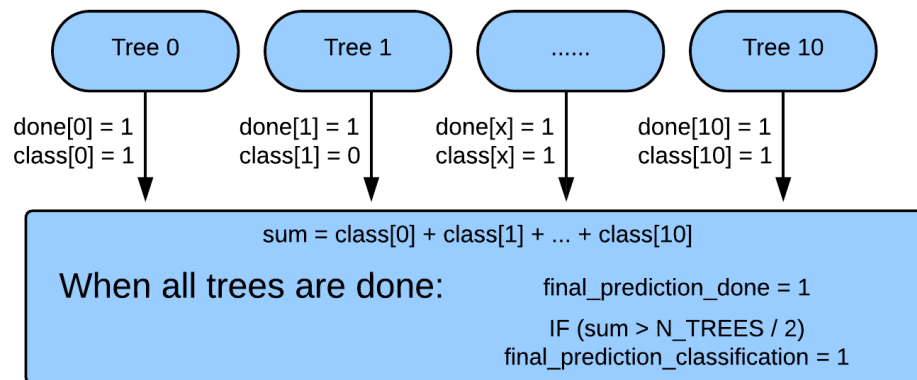 Tree 0
Tree 1
......
Tree 10
done[0] = 1
class[0] = 1
done[1] = 1
class[1] = 0
done[x] = 1
class[x] = 1
done[10] = 1
class[10] = 1
sum = class[0] + class[1] + ... + class[10]
When all trees are done:
final_prediction_done = 1
IF (sum > N_TREES / 2)
final_prediction_classification = 1